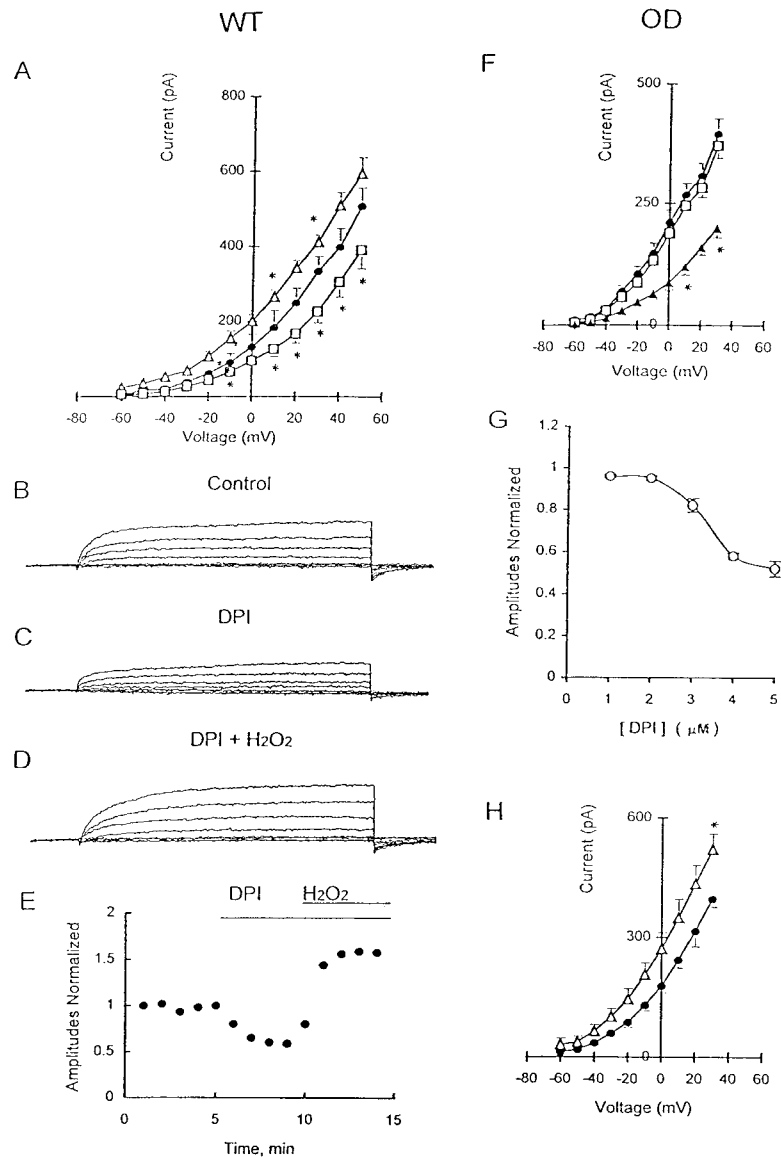 WT
OD
A
Current (pA)
800
600
400
200
* * * * * * * * *
-80 -60 -40 -20 0 20 40 60
Voltage (mV)
B
Control
C
DPI
D
DPI + H2O2
E
DPI H2O2
Amplitudes Normalized
2
1.5
1
0.5
0
0 5 10 15
Time, min
F
Current (pA)
500
250
0
* *
-80 -60 -40 -20 0 20 40 60
Voltage (mV)
G
Amplitudes Normalized
1.2
1
0.8
0.6
0.4
0.2
0
0 1 2 3 4 5
[DPI] (μM)
H
Current (pA)
600
300
0
*
-80 -60 -40 -20 0 20 40 60
Voltage (mV)